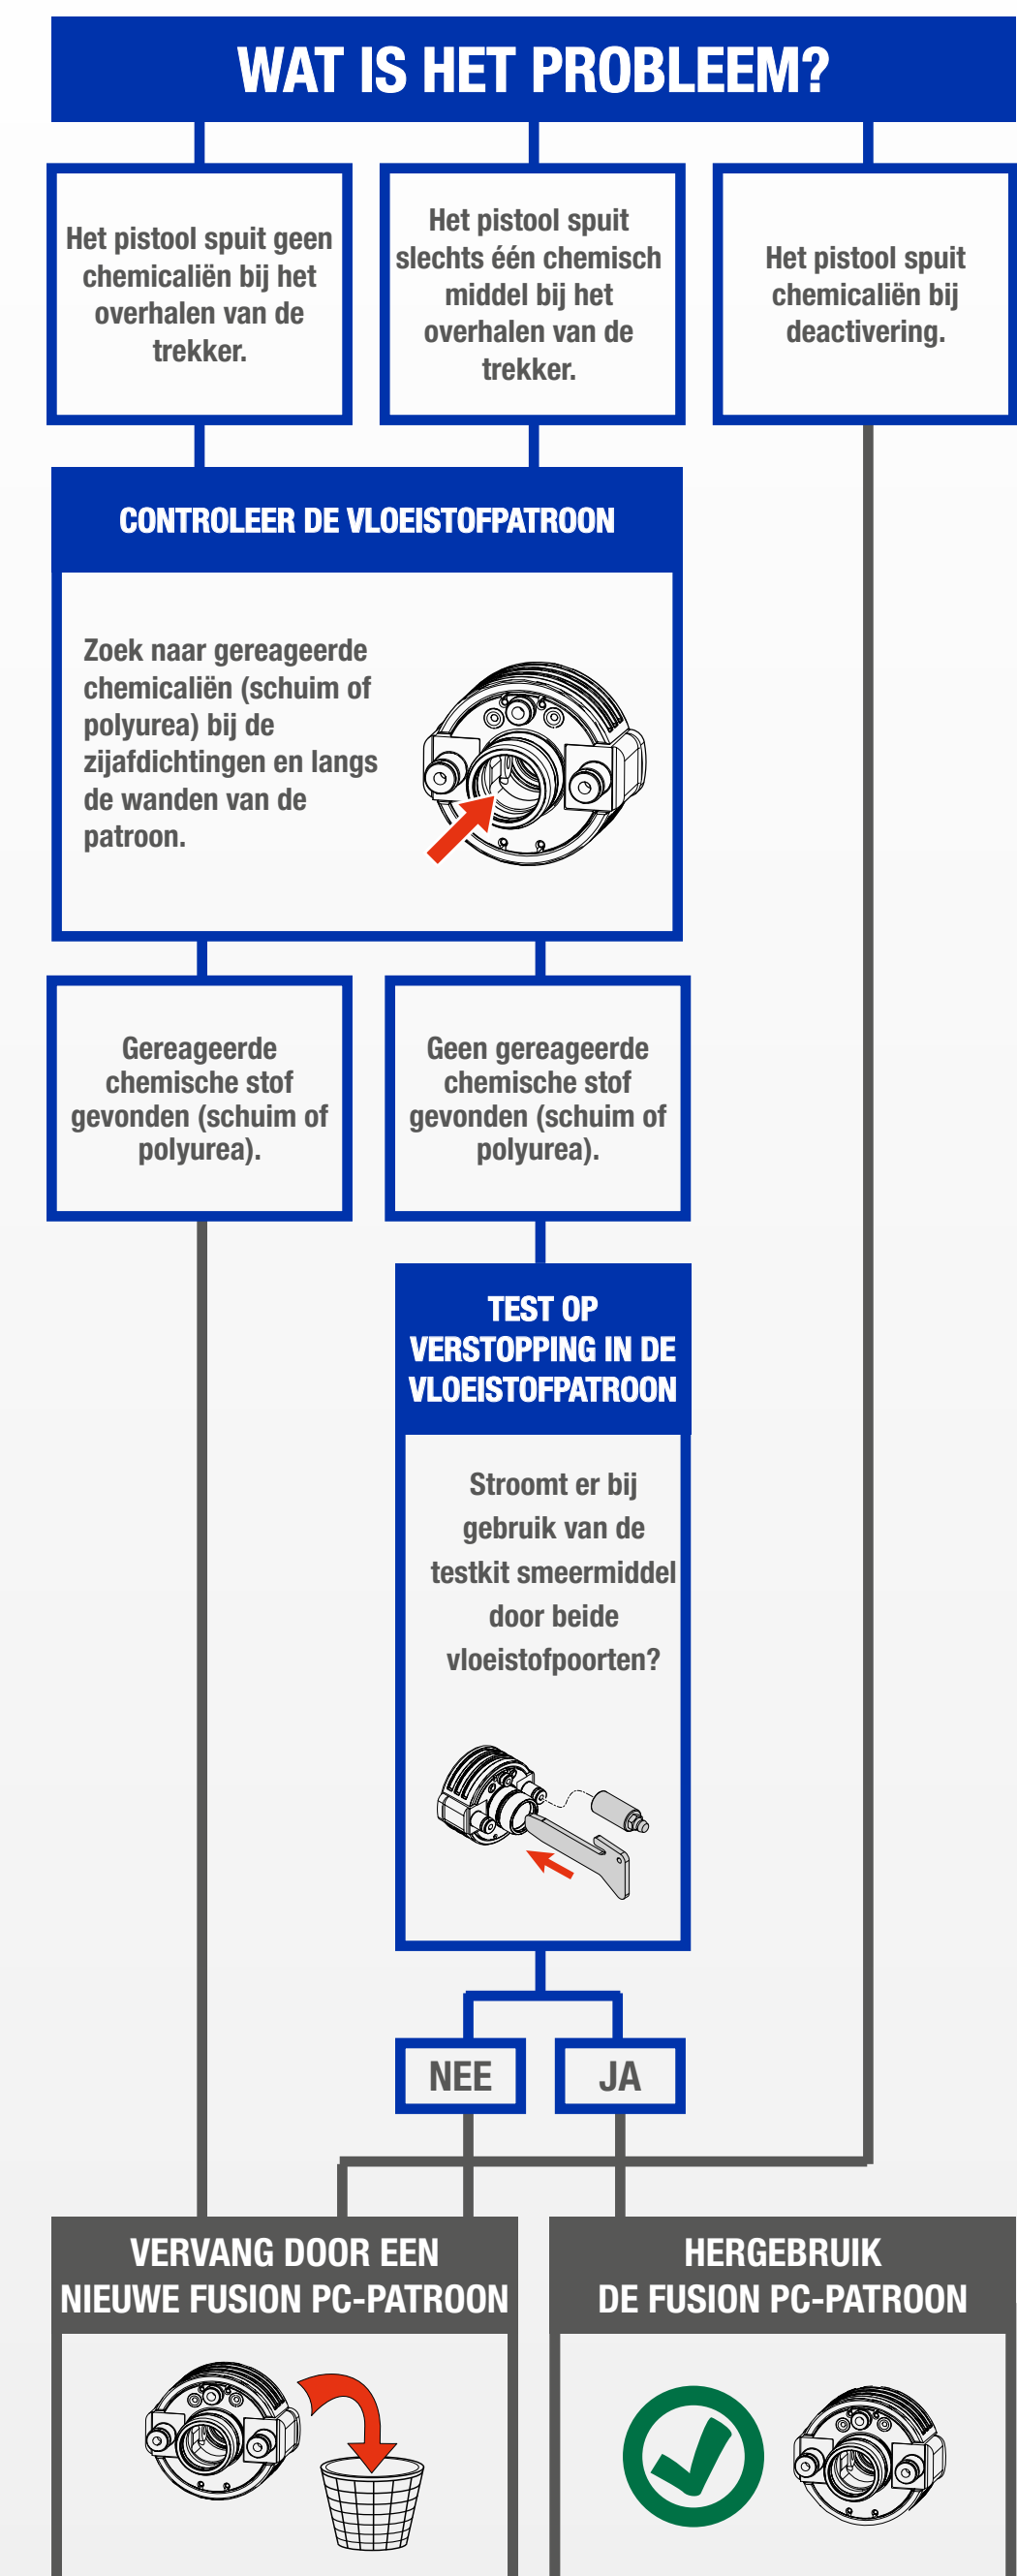 WAT IS HET PROBLEEM?
Het pistool spuit geen
chemicaliën bij het
overhalen van de
trekker.
Het pistool spuit
slechts één chemisch
middel bij het
overhalen van de
trekker.
Het pistool spuit
chemicaliën bij
deactivering.
CONTROLEER DE VLOEISTOFPATROON
Zoek naar gereageerde
chemicaliën (schuim of
polyurea) bij de
zijafdichtingen en langs
de wanden van de
patroon.
Gereageerde
chemische stof
gevonden (schuim of
polyurea).
Geen gereageerde
chemische stof
gevonden (schuim of
polyurea).
TEST OP
VERSTOPPING IN DE
VLOEISTOFPATROON
Stroomt er bij
gebruik van de
testkit smeermiddel
door beide
vloeistofpoorten?
NEE
JA
VERVANG DOOR EEN
NIEUWE FUSION PC-PATROON
HERGEBRUIK
DE FUSION PC-PATROON